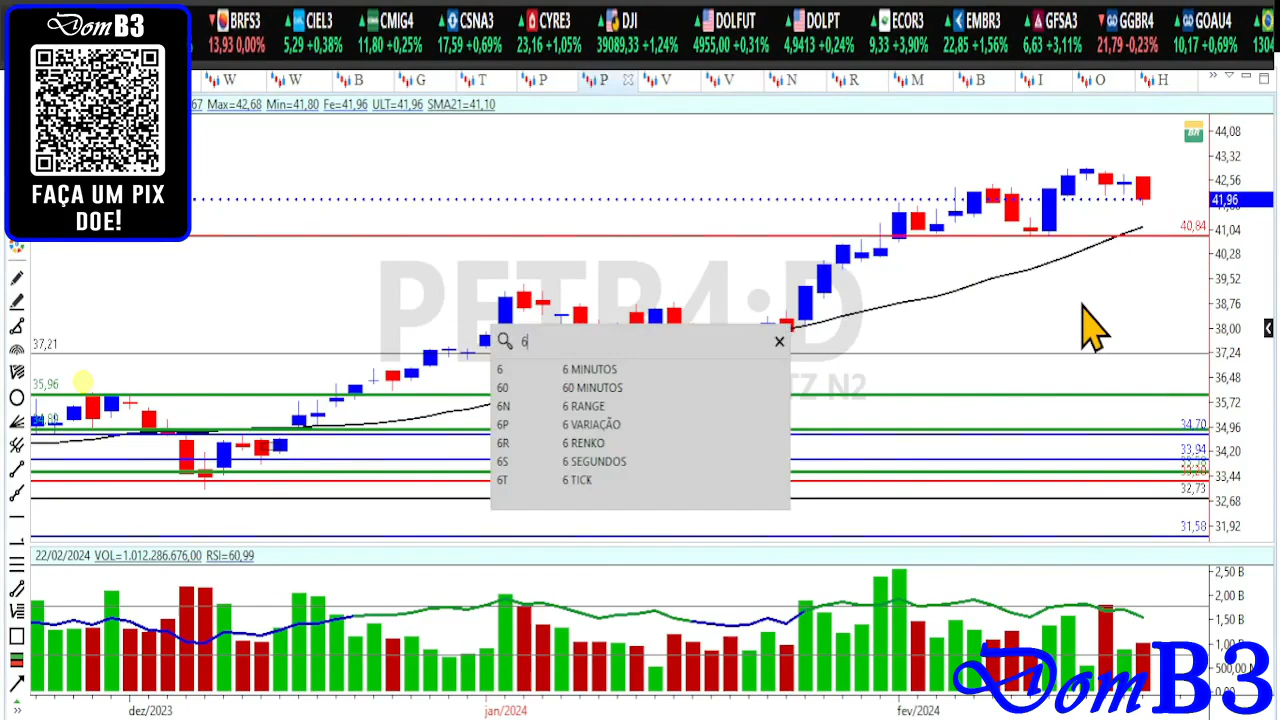 DomB3
FAÇA UM PIX
DOE!
BRFS3 CIEL3 CMIG4 CSNA3 CYRE3 DJI DOLFUT DOLPT ECOR3 EMBR3 GFSA3 GGBR4 GOAU4
13,93 0,00% 5,29 +0,38% 11,80 +0,25% 17,59 +0,69% 23,16 +1,05% 39089,33 +1,24% 4955,00 +0,31% 4,9413 +0,24% 9,33 +3,90% 22,85 +1,56% 6,63 +3,11% 21,79 -0,23% 10,17 +0,69% 1304
W W B G T P P V V N R M B I O H
67 Max=42,68 Min=41,80 Fe=41,96 ULT=41,96 SMA21=41,10
PETR4:D
TZ N2
44,08
43,32
42,56
41,96
40,84
41,04
40,28
39,52
38,76
38,00
37,21
37,24
36,48
35,96
35,72
34,96
34,70
34,20
33,94
33,44
32,73
32,68
31,92
31,58
6
6 6 MINUTOS
60 60 MINUTOS
6N 6 RANGE
6P 6 VARIAÇÃO
6R 6 RENKO
6S 6 SEGUNDOS
6T 6 TICK
22/02/2024 VOL=1.012.286.676,00 RSI=60,99
2,50 B
2,00 B
1,50 B
DomB3
dez/2023 jan/2024 fev/2024